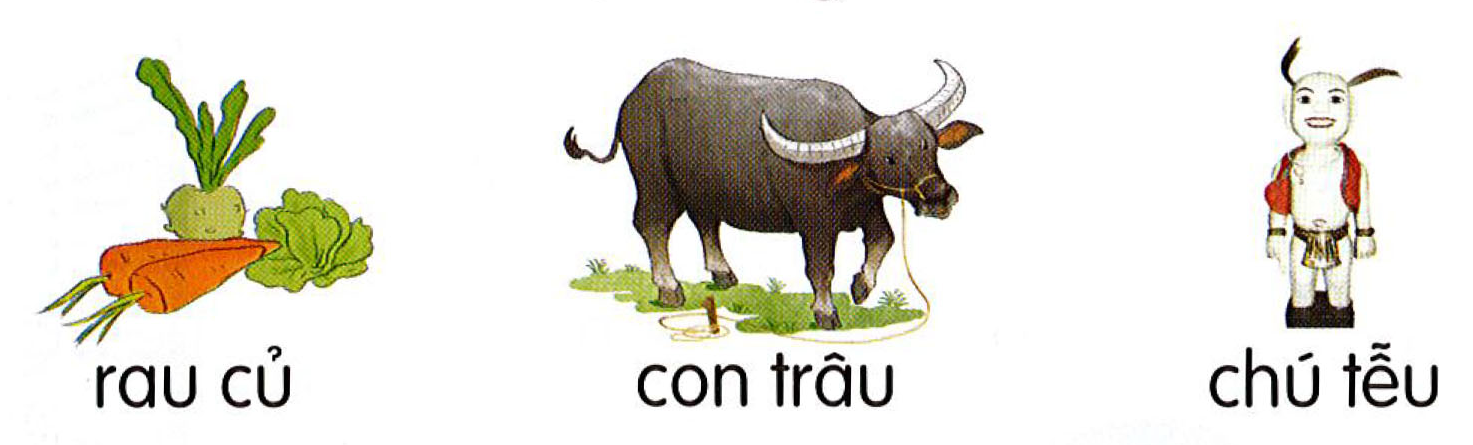 rau củ
con trâu
chú tễu